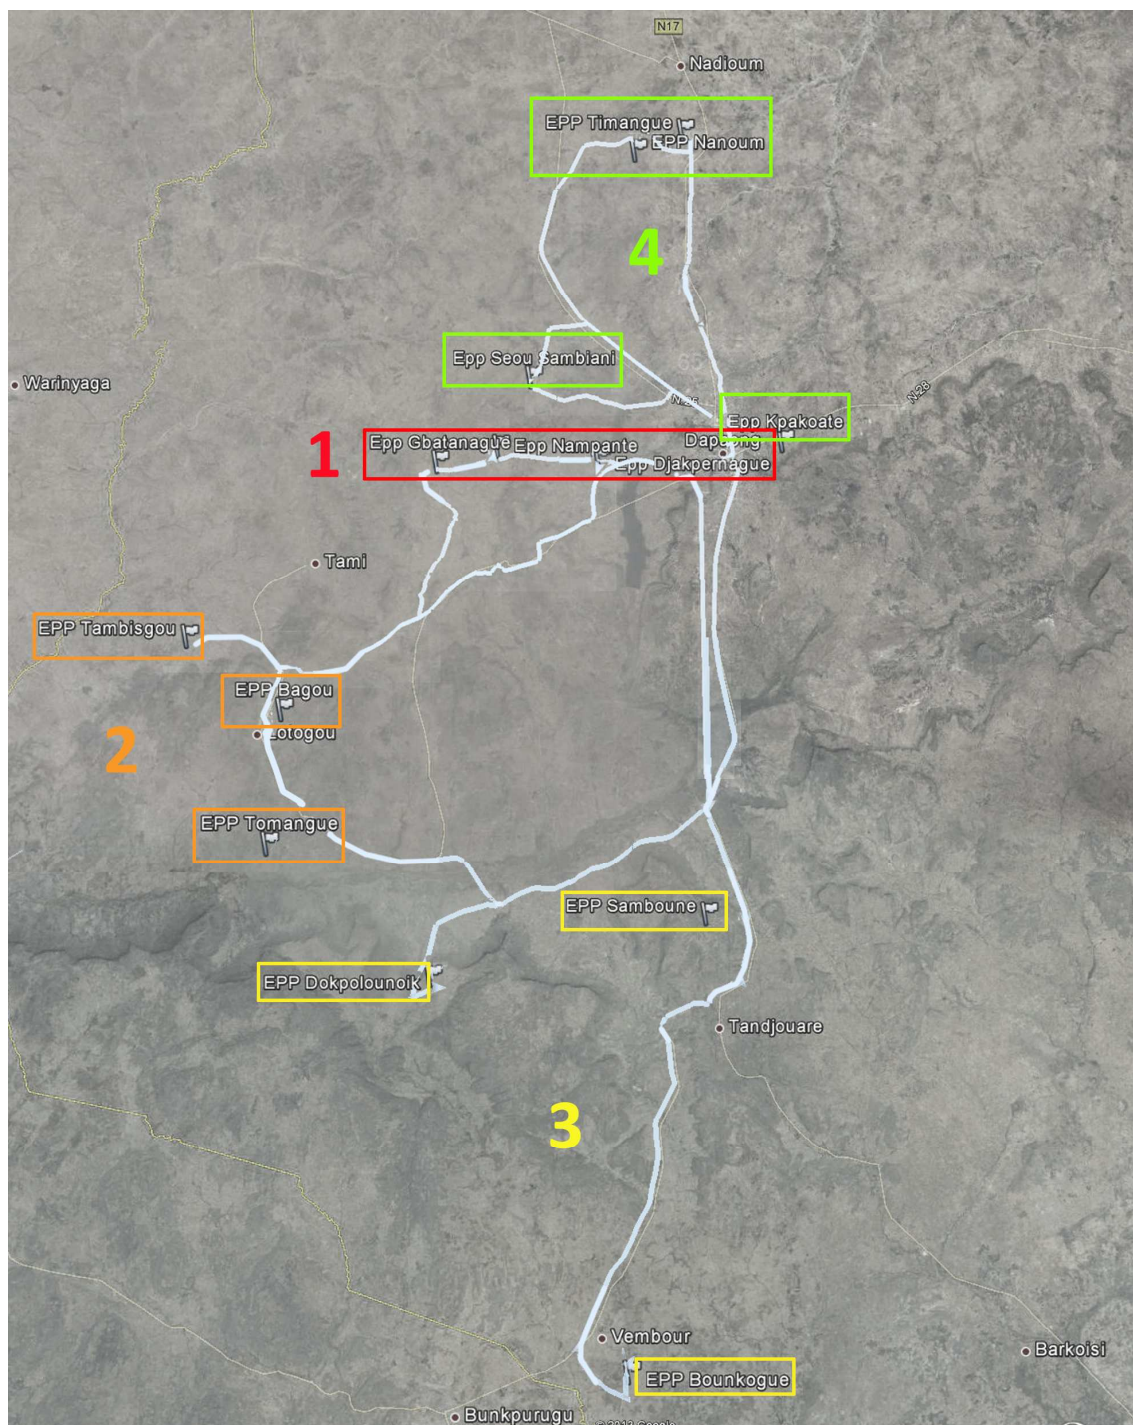 N17
Nadioum
EPP Timangue
EPP Nanoum
4
Epp Seou Sambiani
Warinyaga
N 28
Epp Kpakoate
1
Epp Gbatanague
Epp Nampante
Dapaong
Epp Djakpernague
Tami
EPP Tambisgou
EPP Bagou
2
Lotogou
EPP Tomangue
EPP Samboune
EPP Dokpolounoik
Tandjouare
3
Vembour
Barkoisi
EPP Bounkogue
Bunkpurugu